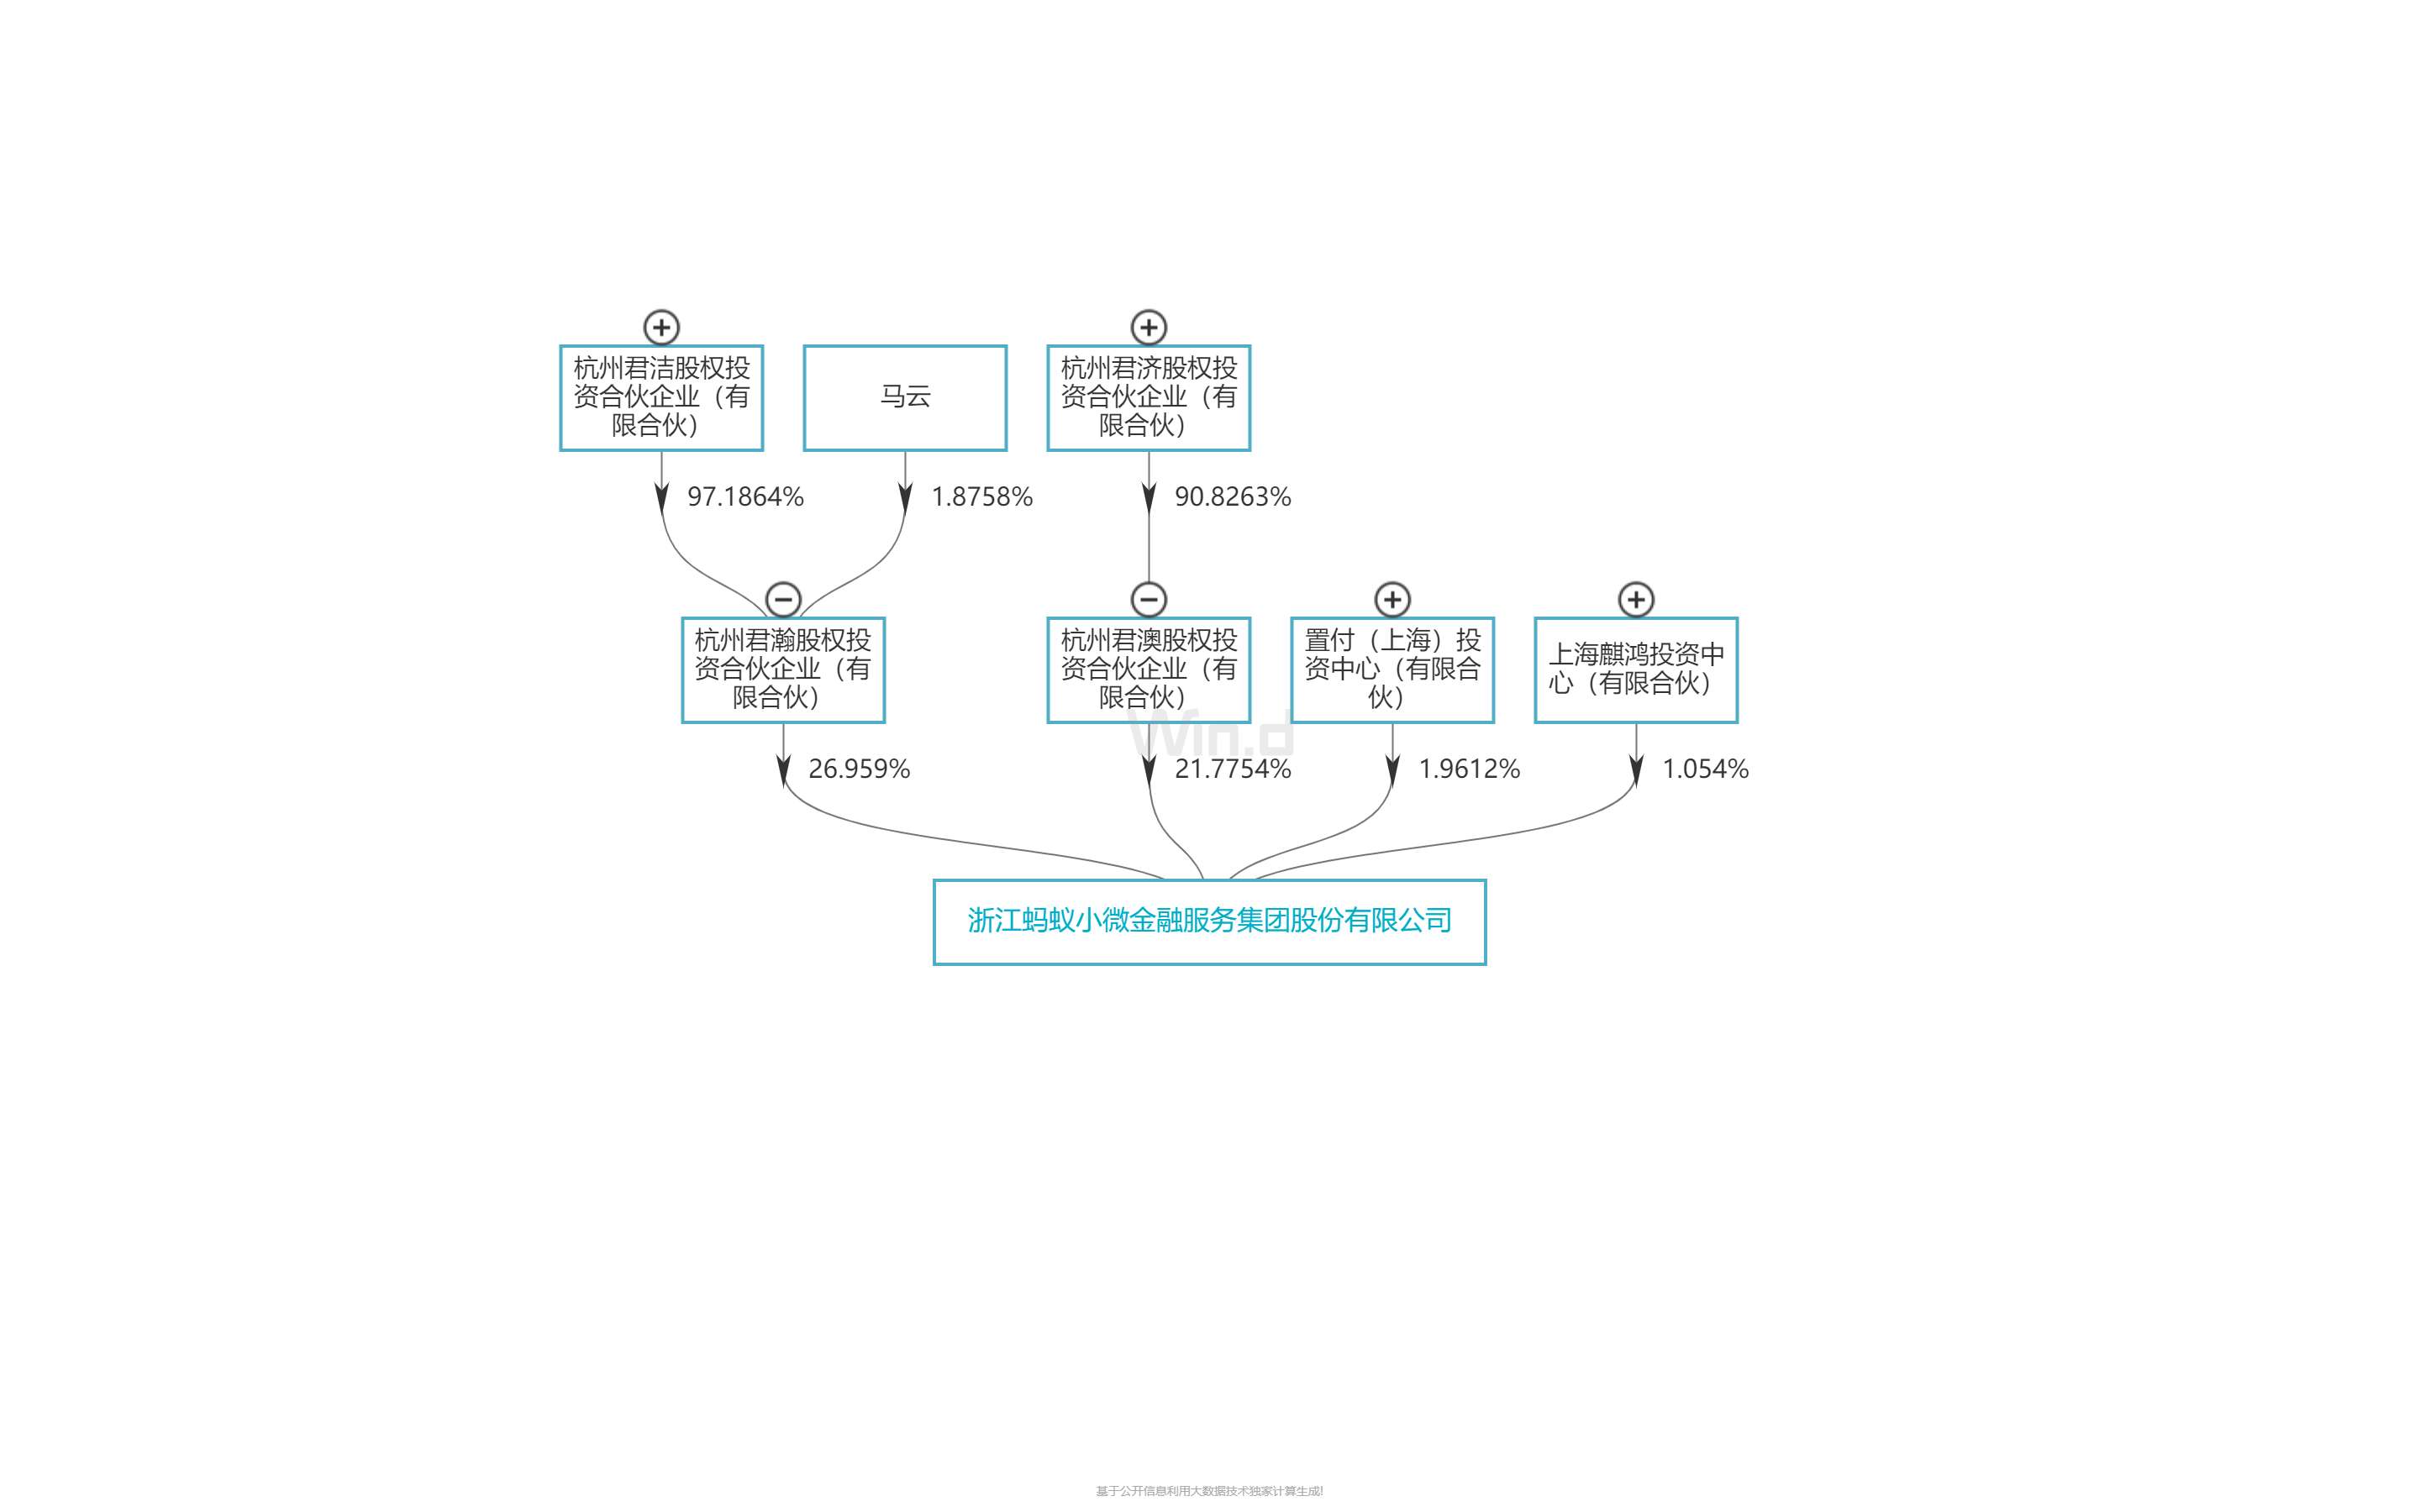 杭州君洁股权投
资合伙企业（有
限合伙）
马云
杭州君济股权投
资合伙企业（有
限合伙）
97.1864%
1.8758%
90.8263%
杭州君瀚股权投
资合伙企业（有
限合伙）
杭州君澳股权投
资合伙企业（有
限合伙）
置付（上海）投
资中心（有限合
伙）
上海麒鸿投资中
心（有限合伙）
Win.d
26.959%
21.7754%
1.9612%
1.054%
浙江蚂蚁小微金融服务集团股份有限公司
基于公开信息利用大数据技术独家计算生成!